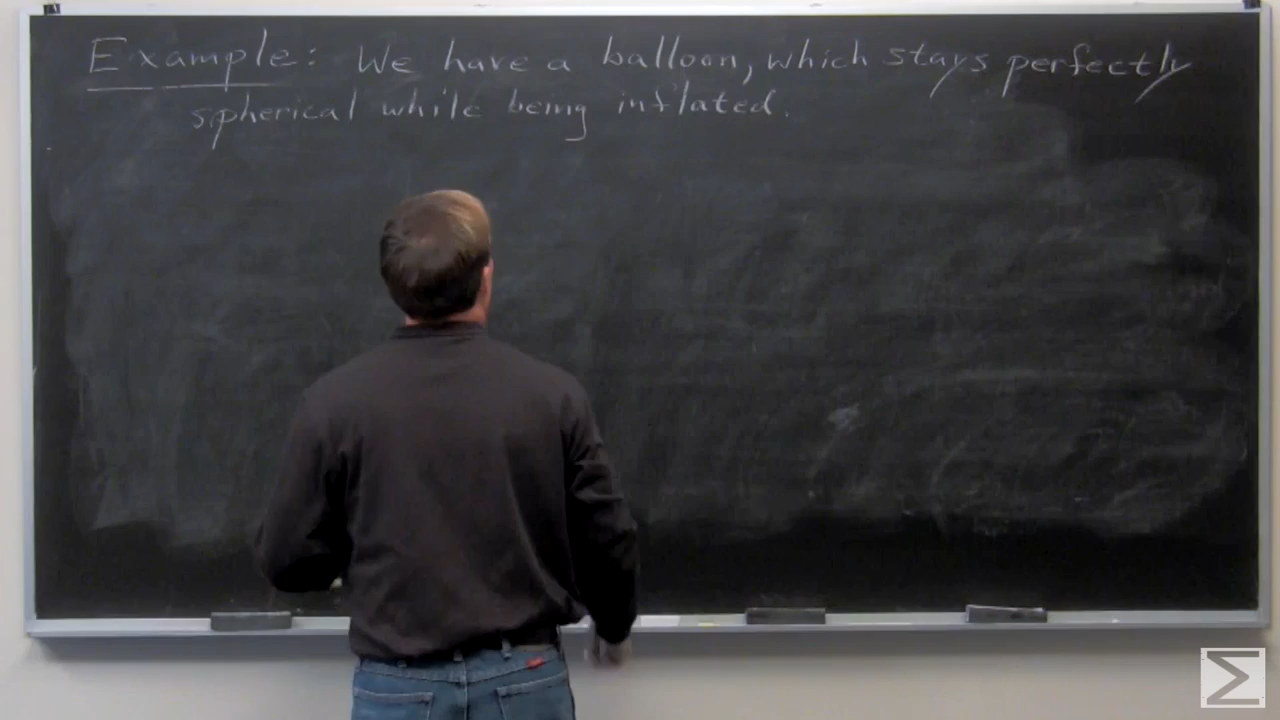 Example: We have a balloon, which stays perfectly
spherical while being inflated.
Σ